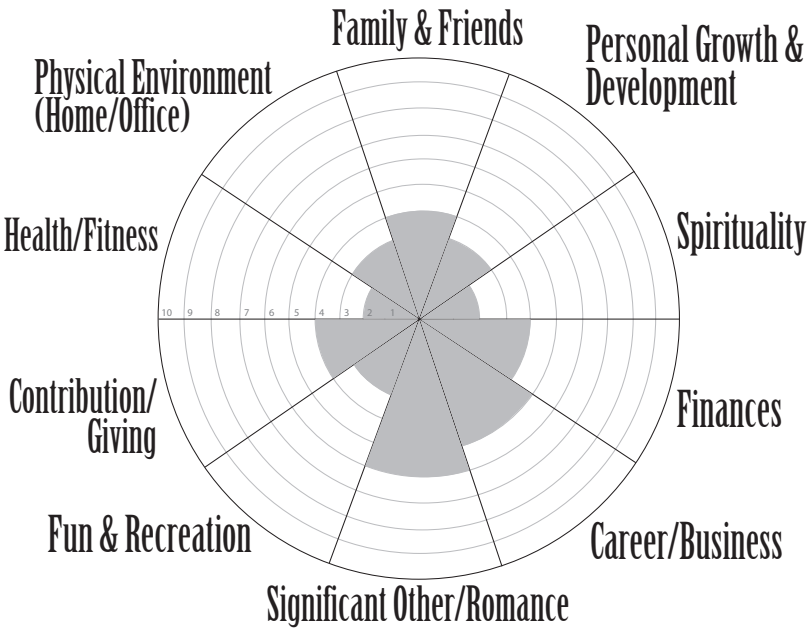 Family & Friends
Personal Growth &
Development
Physical Environment
(Home/Office)
Health/Fitness
Spirituality
10 9 8 7 6 5 4 3 2 1
Contribution/
Giving
Finances
Fun & Recreation
Career/Business
Significant Other/Romance